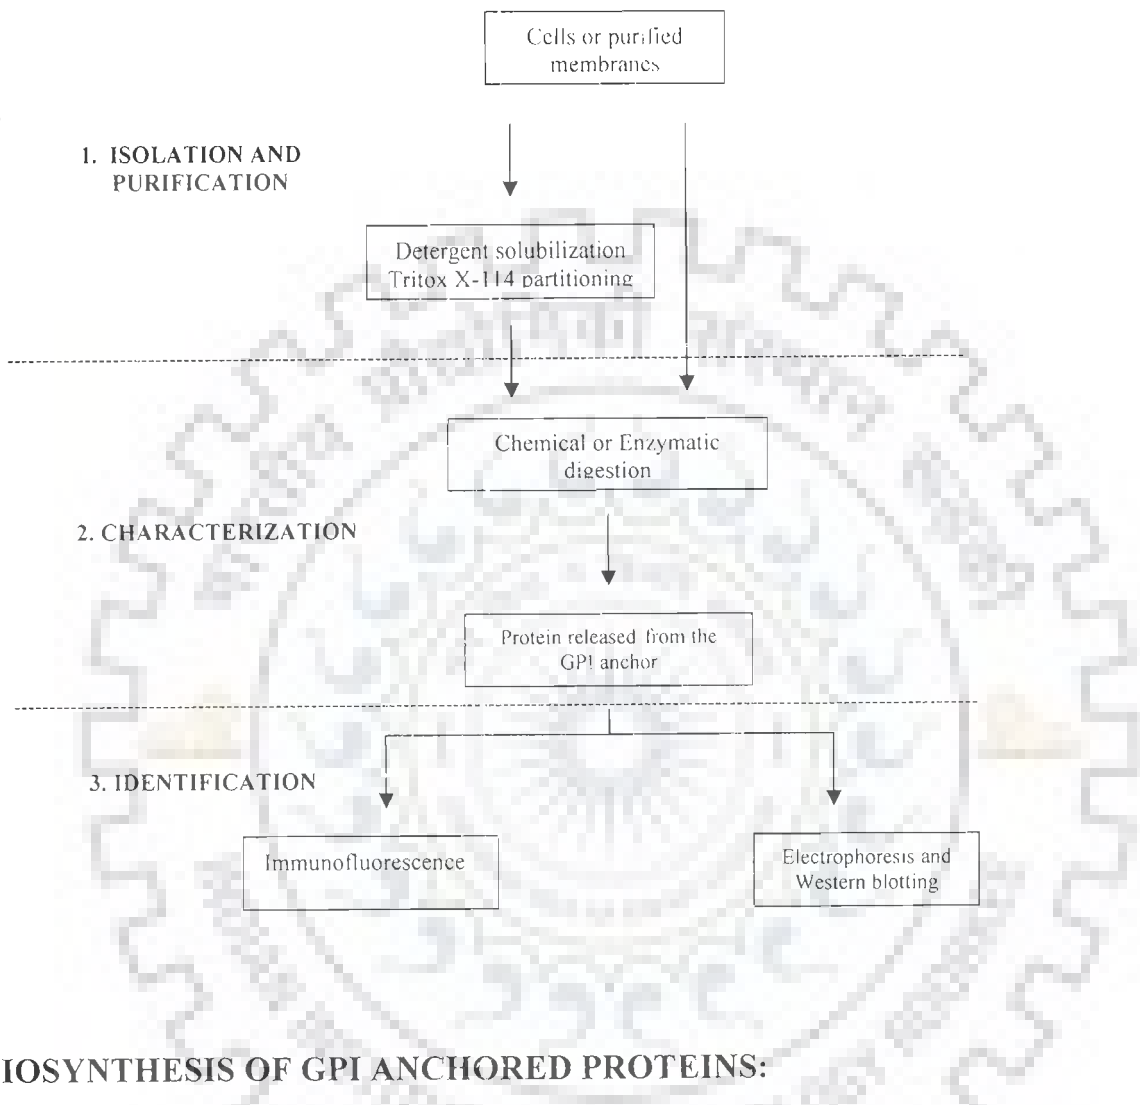 Cells or purified
membranes
1. ISOLATION AND
PURIFICATION
Detergent solubilization
Tritox X-114 partitioning
Chemical or Enzymatic
digestion
2. CHARACTERIZATION
Protein released from the
GPI anchor
3. IDENTIFICATION
Immunofluorescence
Electrophoresis and
Western blotting
IOSYNTHESIS OF GPI ANCHORED PROTEINS: